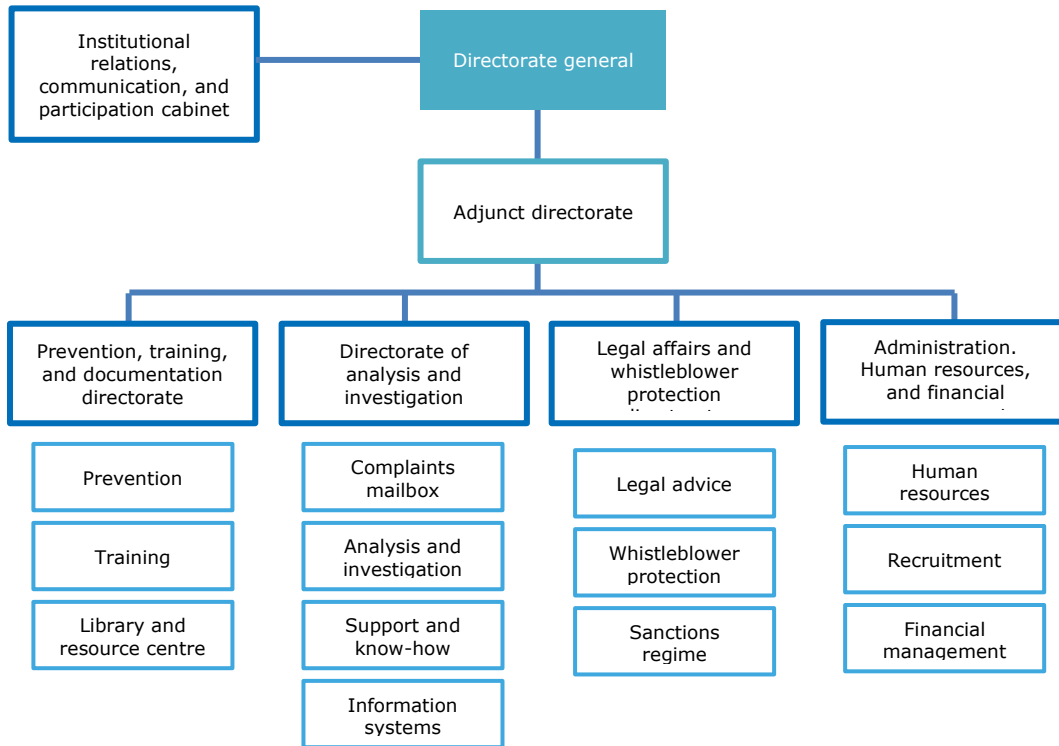 Institutional
relations,
communication, and
participation cabinet
Directorate general
Adjunct directorate
Prevention, training,
and documentation
directorate
Directorate of
analysis and
investigation
Legal affairs and
whistleblower
protection
Administration.
Human resources,
and financial
Prevention
Training
Library and
resource centre
Complaints
mailbox
Analysis and
investigation
Support and
know-how
Information
systems
Legal advice
Whistleblower
protection
Sanctions
regime
Human
resources
Recruitment
Financial
management